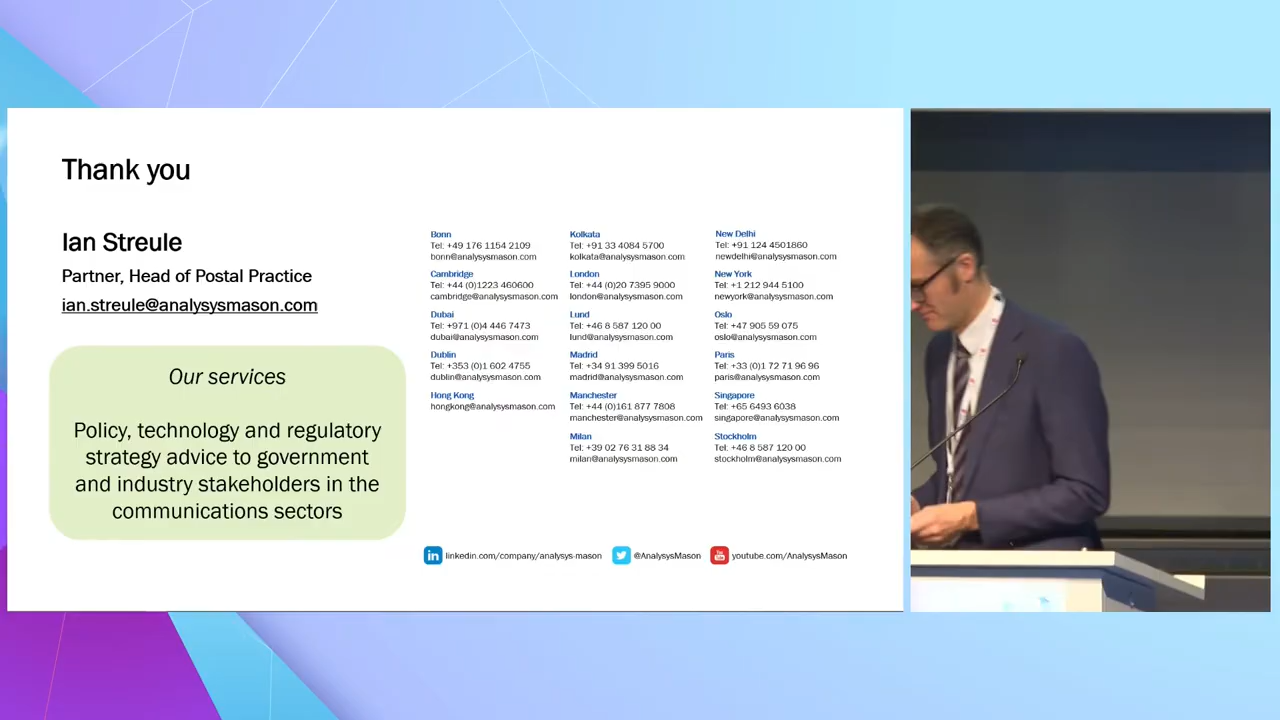 Thank you
Ian Streule
Partner, Head of Postal Practice
ian.streule@analysysmason.com
Our services
Policy, technology and regulatory
strategy advice to government
and industry stakeholders in the
communications sectors
Bonn
Tel: +49 176 1154 2109
bonn@analysysmason.com
Cambridge
Tel: +44 (0)1223 460600
cambridge@analysysmason.com
Dubai
Tel: +971 (0)4 446 7473
dubai@analysysmason.com
Dublin
Tel: +353 (0)1 602 4755
dublin@analysysmason.com
Hong Kong
hongkong@analysysmason.com
Kolkata
Tel: +91 33 4084 5700
kolkata@analysysmason.com
London
Tel: +44 (0)20 7395 9000
london@analysysmason.com
Lund
Tel: +46 8 587 120 00
lund@analysysmason.com
Madrid
Tel: +34 91 399 5016
madrid@analysysmason.com
Manchester
Tel: +44 (0)161 877 7808
manchester@analysysmason.com
Milan
Tel: +39 02 76 31 88 34
milan@analysysmason.com
New Delhi
Tel: +91 124 4501860
newdelhi@analysysmason.com
New York
Tel: +1 212 944 5100
newyork@analysysmason.com
Oslo
Tel: +47 905 59 075
oslo@analysysmason.com
Paris
Tel: +33 (0)1 72 71 96 96
paris@analysysmason.com
Singapore
Tel: +65 6493 6038
singapore@analysysmason.com
Stockholm
Tel: +46 8 587 120 00
stockholm@analysysmason.com
linkedin.com/company/analysys-mason
@AnalysysMason
youtube.com/AnalysysMason